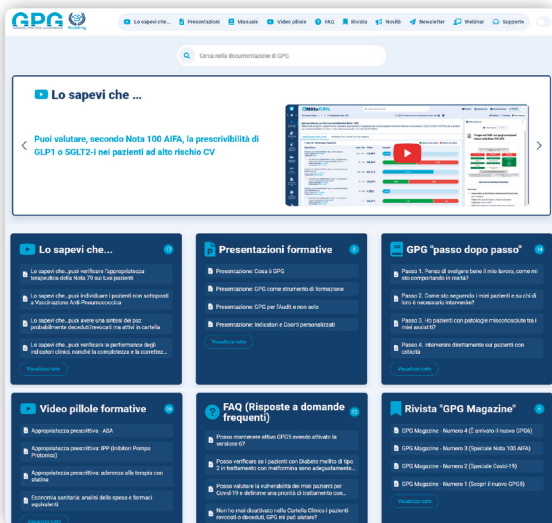 GPG
Academy
Lo sapevi che...
Presentazioni
Manuale
Video pillole
FAQ
Rivista
Novità
Newsletter
Webinar
Supporto
Cerca nella documentazione di GPG
Lo sapevi che ...
Puoi valutare, secondo Nota 100 AIFA, la prescrivibilità di
GLP1 o SGLT2-I nei pazienti ad alto rischio CV
Lo sapevi che...
Lo sapevi che...puoi verificare l'appropriatezza
terapeutica della Nota 79 sui tuoi pazienti
Lo sapevi che...puoi individuare i pazienti non sottoposti
a Vaccinazione Anti-Pneumococcica
Lo sapevi che...puoi avere una sintesi dei paz
probabilmente deceduti/revocati ma attivi in cartella
Lo sapevi che...puoi verificare le performance degli
indicatori clinici, nonché la completezza e la correttez...
Visualizza tutto
Presentazioni formative
Presentazione: Cosa è GPG
Presentazione: GPG come strumento di formazione
Presentazione: GPG per l'Audit e non solo
Presentazione: Indicatori e Coorti personalizzati
Visualizza tutto
GPG "passo dopo passo"
14
Passo 1. Penso di svolgere bene il mio lavoro, come mi
sto comportando in realtà?
Passo 2. Come sto seguendo i miei pazienti e su chi di
loro è necessario intervenire?
Passo 3. Ho pazienti con patologie misconosciute tra i
miei assistiti?
Passo 4. Intervenire direttamente sui pazienti con
criticità
Visualizza tutto
Video pillole formative
Appropriatezza prescrittiva - ASA
Appropriatezza prescrittiva: IPP (Inibitori Pompa
Protonica)
Appropriatezza prescrittiva: aderenza alla terapia con
statine
Economia sanitaria: analisi della spesa e farmaci
equivalenti
Visualizza tutto
FAQ (Risposte a domande
frequenti)
Posso mantenere attivo GPG5 avendo attivato la
versione 6?
Posso verificare se i pazienti con Diabete mellito di tipo
2 in trattamento con metformina sono adeguatamente...
Posso valutare la vulnerabilità dei miei pazienti per
Covid-19 e definirne una priorità di trattamento con...
Non ho mai disattivato nella Cartella Clinica i pazienti
revocati o deceduti, GPG mi può aiutare?
Rivista "GPG Magazine"
GPG Magazine - Numero 4 (È arrivato il nuovo GPG6)
GPG Magazine - Numero 3 (Speciale Nota 100 AIFA)
GPG Magazine - Numero 2 (Speciale Covid-19)
GPG Magazine - Numero 1 (Scopri il nuovo GPG5)
Visualizza tutto